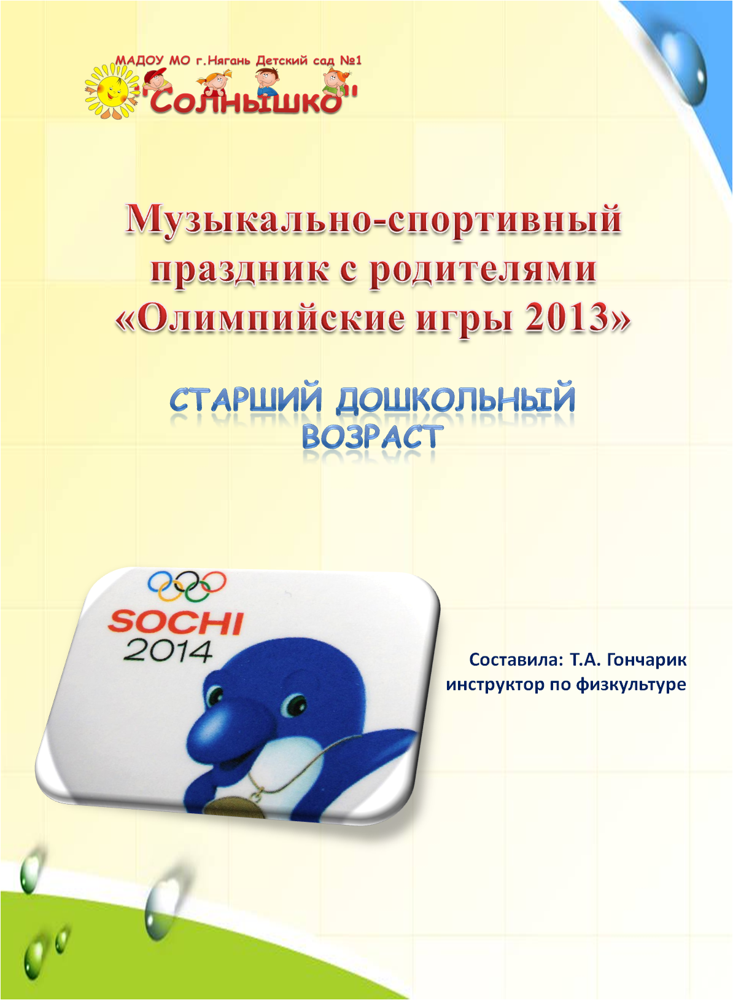 МАДОУ МО г.Нягань Детский сад №1
"Солнышко"
Музыкально-спортивный
праздник с родителями
«Олимпийские игры 2013»
СТАРШИЙ ДОШКОЛЬНЫЙ
ВОЗРАСТ
SOCHI
2014
Составила: Т.А. Гончарик
инструктор по физкультуре